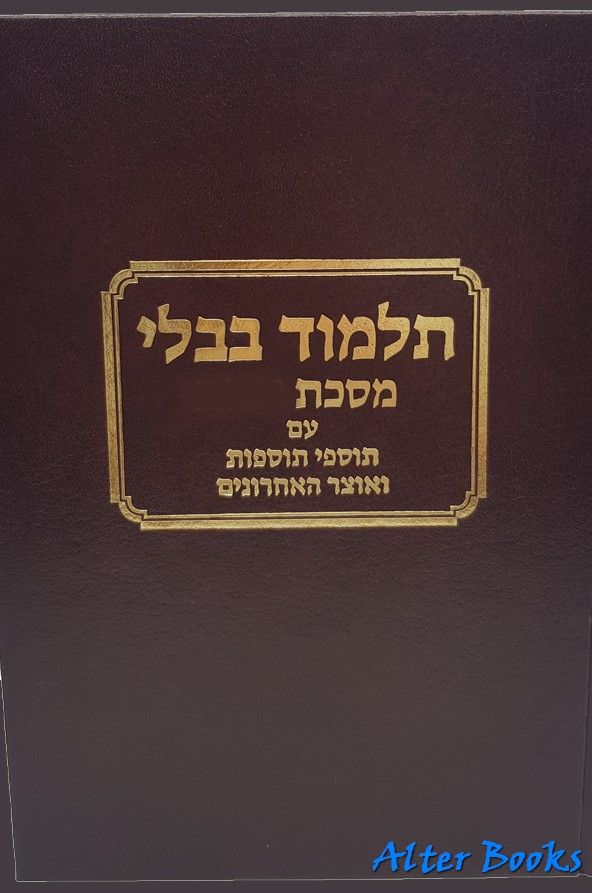 תלמוד בבלי
מסכת
עם
תוספי תוספות
ואוצר האחרונים
Alter Books